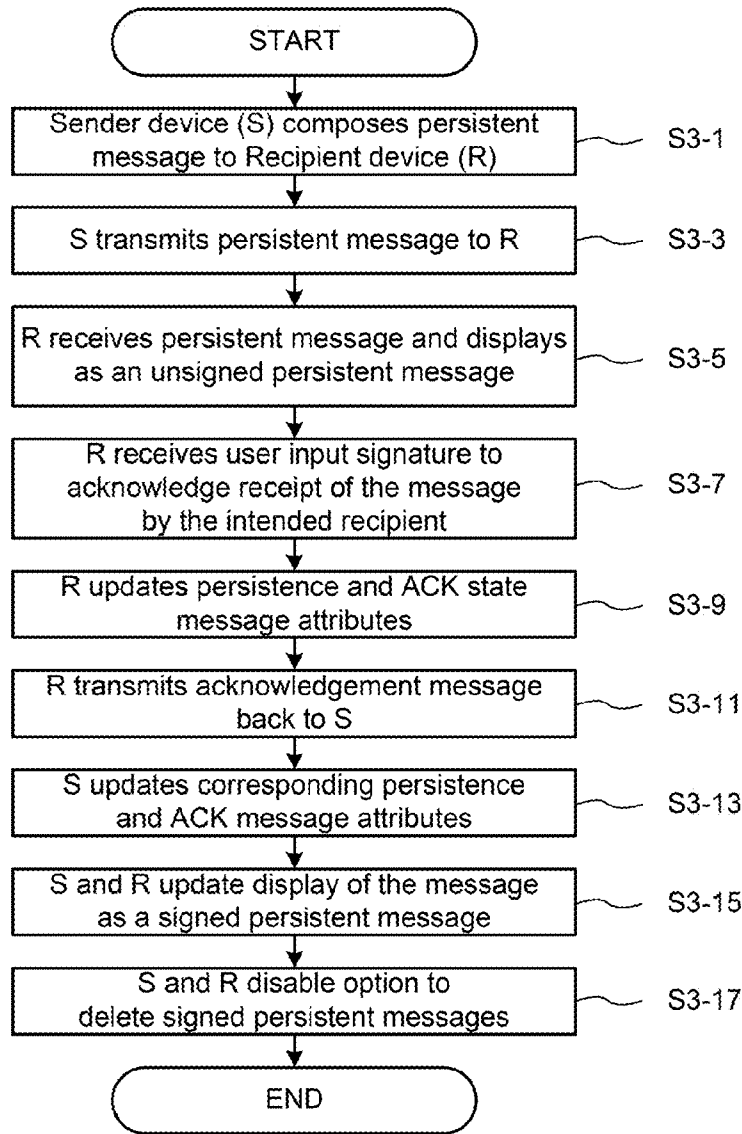 START
Sender device (S) composes persistent
message to Recipient device (R)
S3-1
S transmits persistent message to R
S3-3
R receives persistent message and displays
as an unsigned persistent message
S3-5
R receives user input signature to
acknowledge receipt of the message
by the intended recipient
S3-7
R updates persistence and ACK state
message attributes
S3-9
R transmits acknowledgement message
back to S
S3-11
S updates corresponding persistence
and ACK message attributes
S3-13
S and R update display of the message
as a signed persistent message
S3-15
S and R disable option to
delete signed persistent messages
S3-17
END